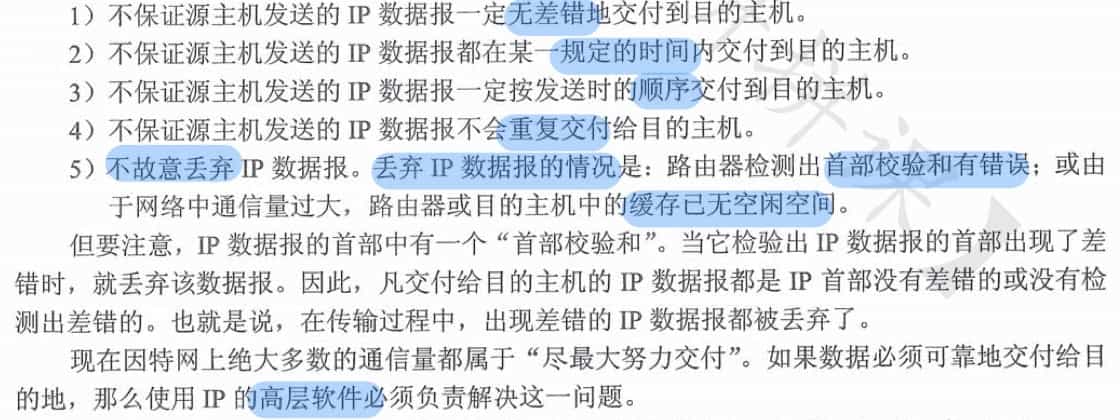 1）不保证源主机发送的 IP 数据报一定无差错地交付到目的主机。
2）不保证源主机发送的 IP 数据报都在某一规定的时间内交付到目的主机。
3）不保证源主机发送的 IP 数据报一定按发送时的顺序交付到目的主机。
4）不保证源主机发送的 IP 数据报不会重复交付给目的主机。
5）不故意丢弃 IP 数据报。丢弃 IP 数据报的情况是：路由器检测出首部校验和有错误；或由
于网络中通信量过大，路由器或目的主机中的缓存已无空闲空间。
但要注意，IP 数据报的首部中有一个“首部校验和”。当它检验出 IP 数据报的首部出现了差
错时，就丢弃该数据报。因此，凡交付给目的主机的 IP 数据报都是 IP 首部没有差错的或没有检
测出差错的。也就是说，在传输过程中，出现差错的 IP 数据报都被丢弃了。
现在因特网上绝大多数的通信量都属于“尽最大努力交付”。如果数据必须可靠地交付给目
的地，那么使用 IP 的高层软件必须负责解决这一问题。